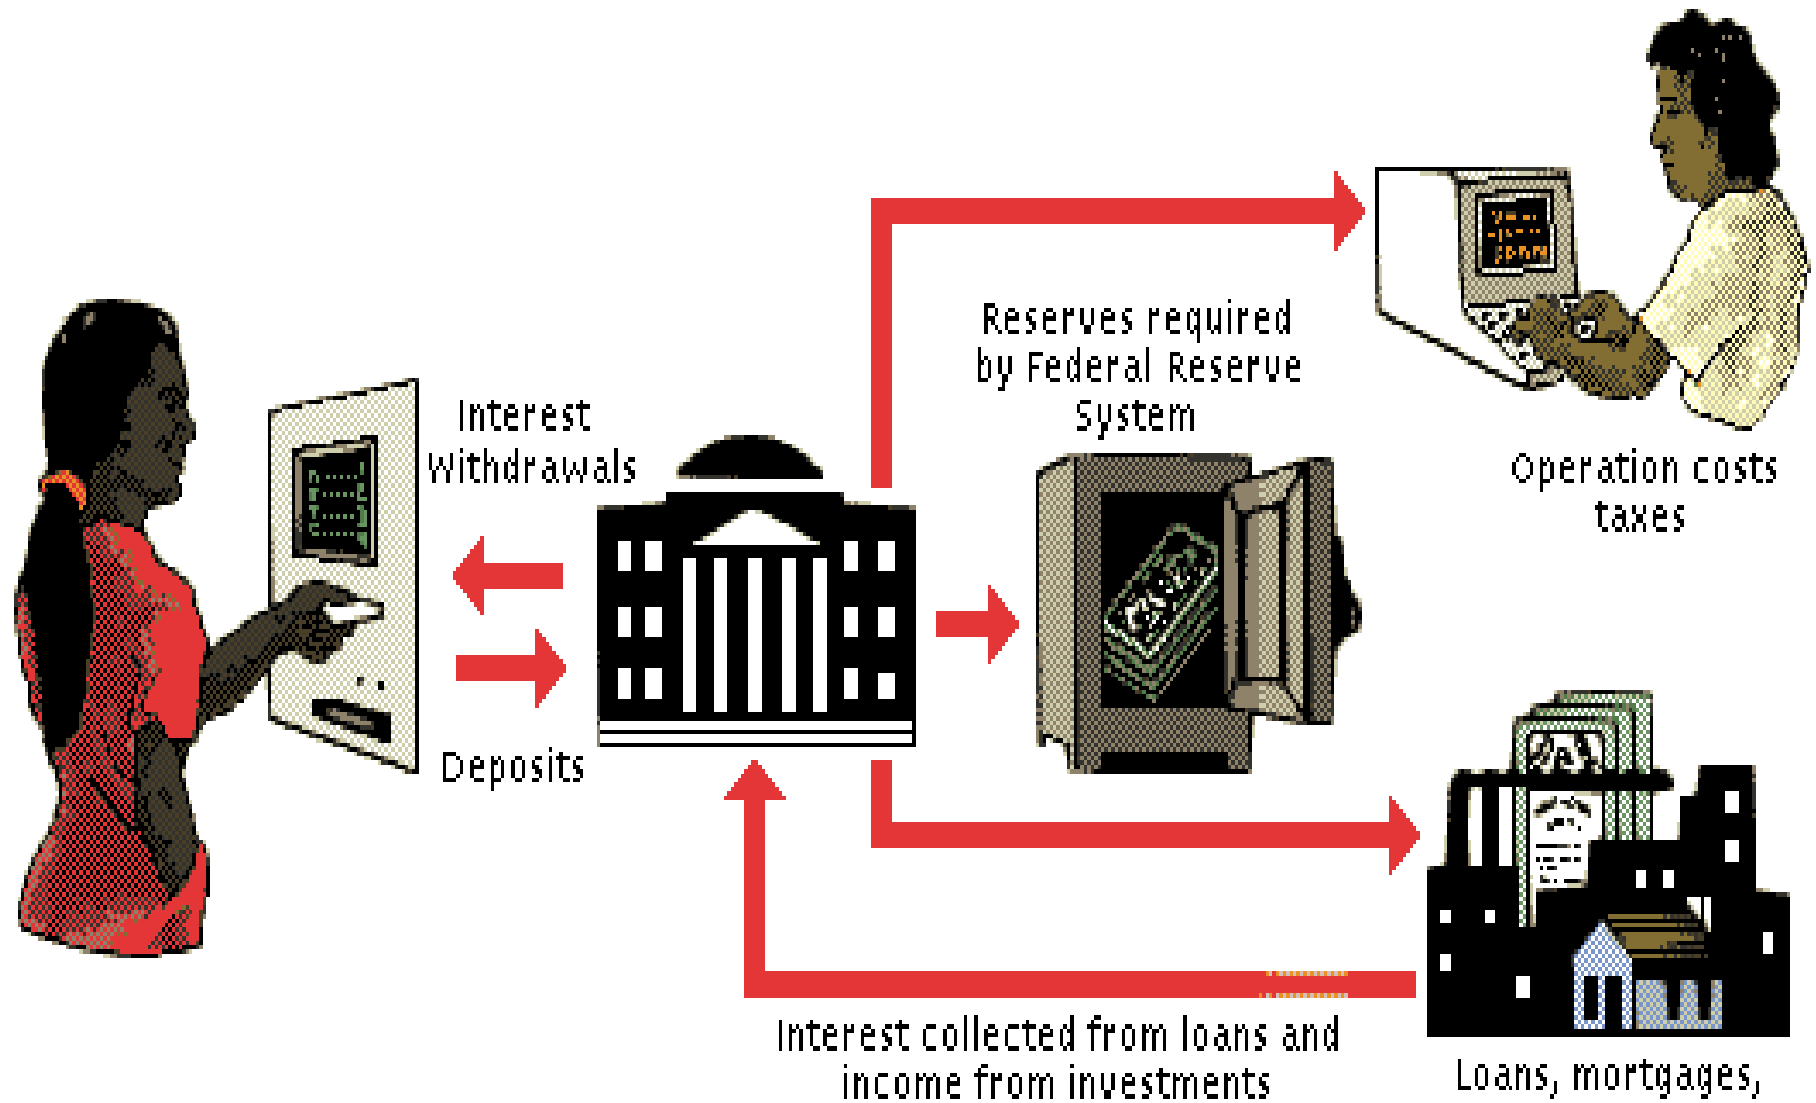 Reserves required
by Federal Reserve
System
Interest
Withdrawals
Operation costs
taxes
Deposits
Interest collected from loans and
income from investments
Loans, mortgages,